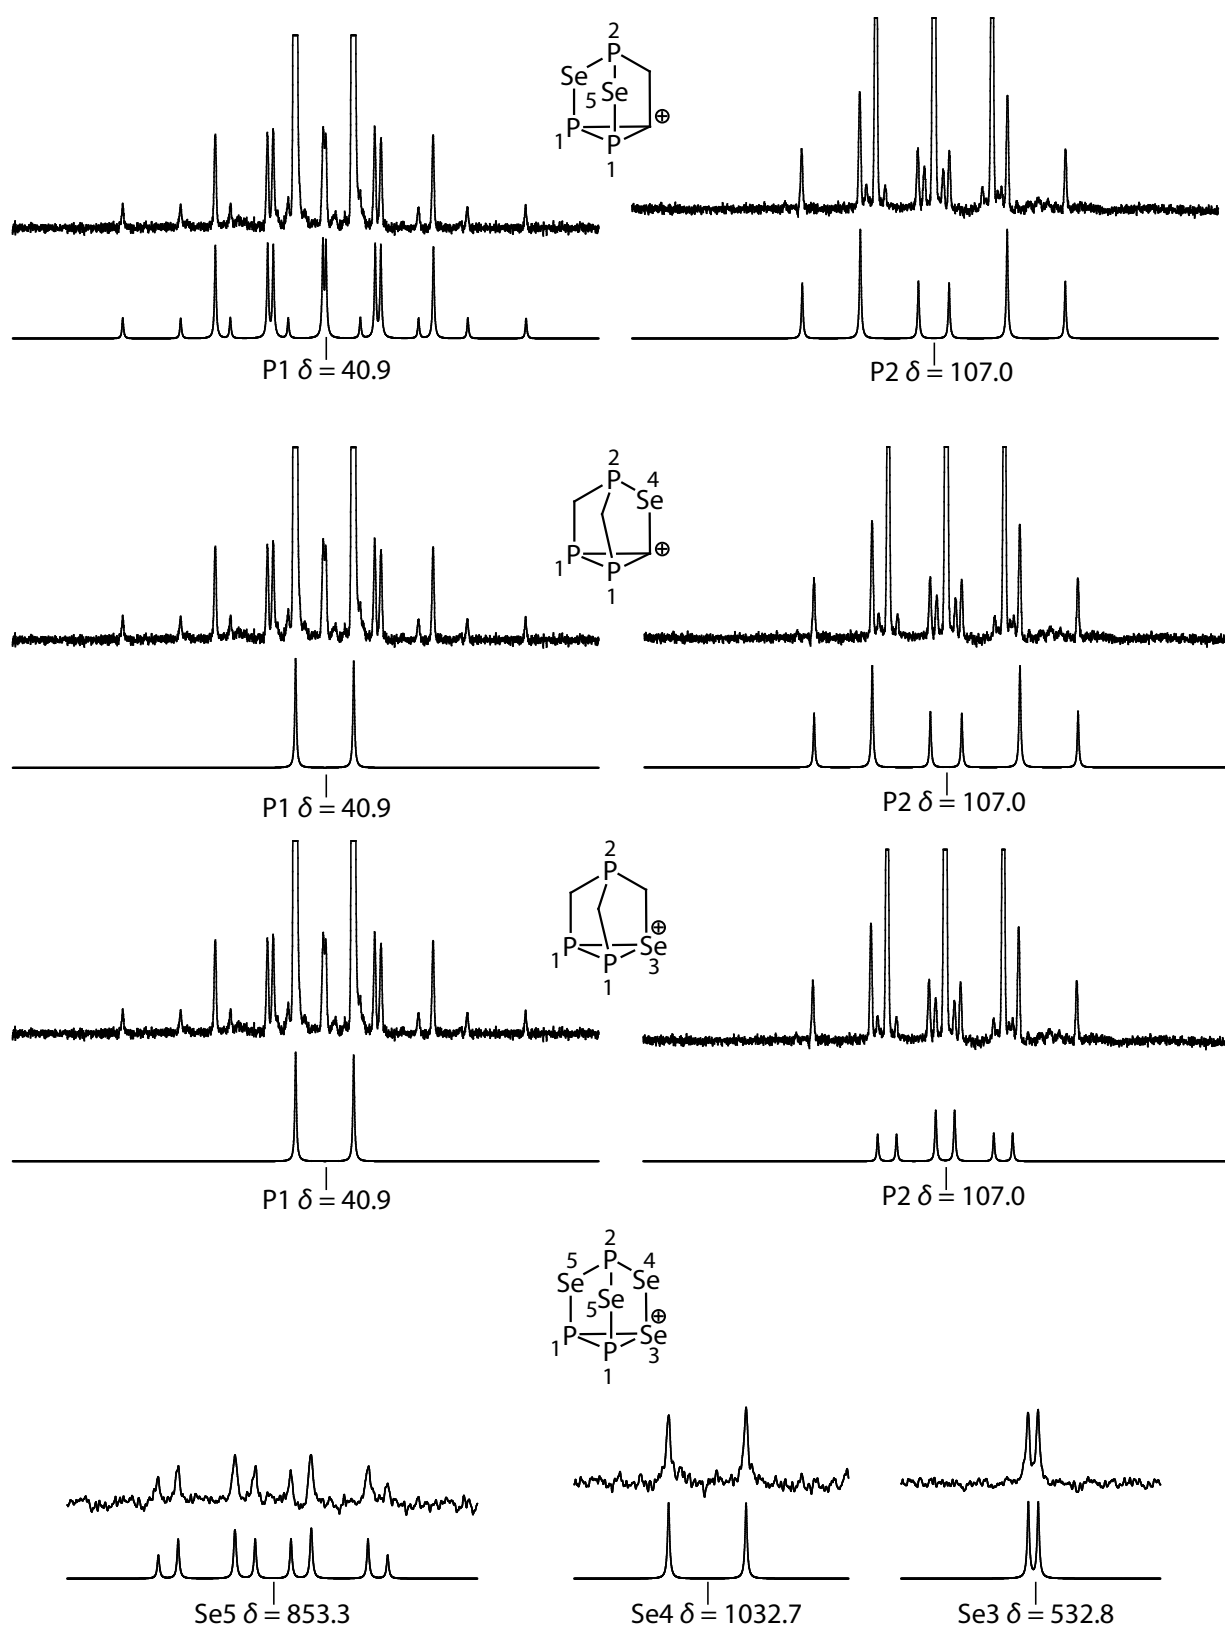 2
P
Se
5 Se
⊕
P
1
P
1
P1 δ = 40.9
P2 δ = 107.0
2
P
4
Se
⊕
P
1
P
1
P1 δ = 40.9
P2 δ = 107.0
2
P
⊕
P
Se
1
P
3
1
P1 δ = 40.9
P2 δ = 107.0
2
5
P
4
Se
Se
5 Se
⊕
P
Se
1
P
3
1
Se5 δ = 853.3
Se4 δ = 1032.7
Se3 δ = 532.8